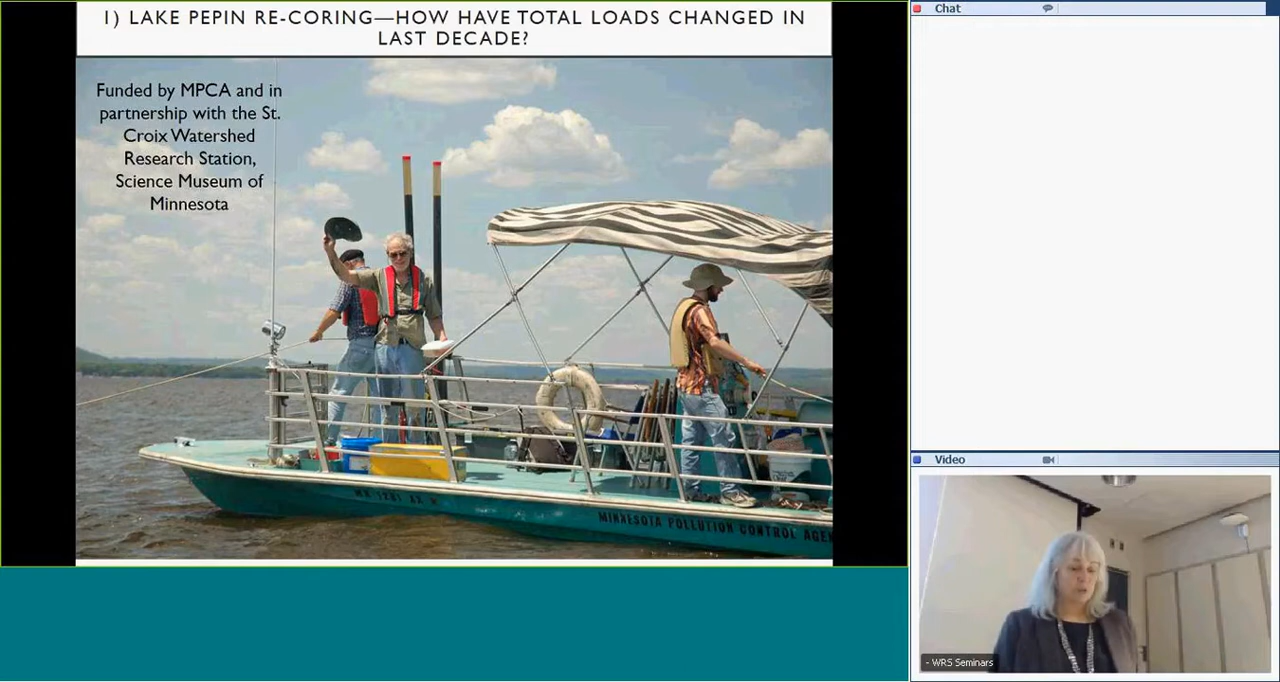 1) LAKE PEPIN RE-CORING—HOW HAVE TOTAL LOADS CHANGED IN
LAST DECADE?
Funded by MPCA and in
partnership with the St.
Croix Watershed
Research Station,
Science Museum of
Minnesota
MINNESOTA POLLUTION CONTROL AGEN
Chat
Video
- WRS Seminars